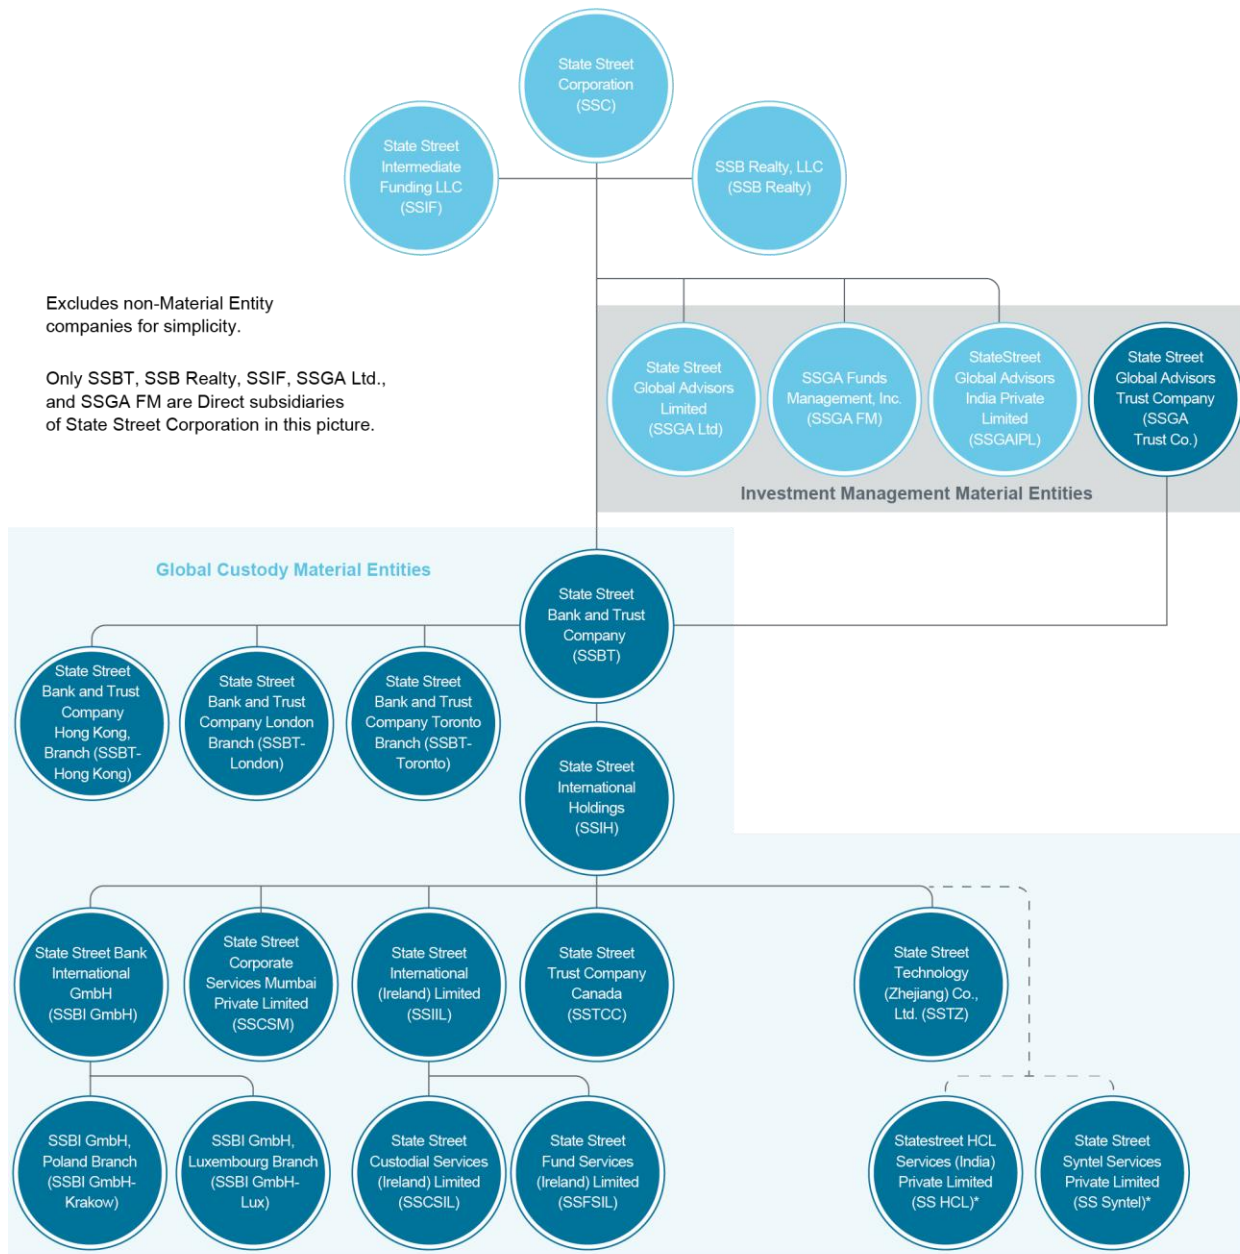 State Street
Corporation
(SSC)
State Street
Intermediate
Funding LLC
(SSIF)
SSB Realty, LLC
(SSB Realty)
Excludes non-Material Entity
companies for simplicity.
Only SSBT, SSB Realty, SSIF, SSGA Ltd.,
and SSGA FM are Direct subsidiaries
of State Street Corporation in this picture.
State Street
Global Advisors
Limited
(SSGA Ltd)
SSGA Funds
Management, Inc.
(SSGA FM)
StateStreet
Global Advisors
India Private
Limited
(SSGAIPL)
State Street
Global Advisors
Trust Company
(SSGA
Trust Co.)
Investment Management Material Entities
Global Custody Material Entities
State Street
Bank and Trust
Company
(SSBT)
State Street
Bank and Trust
Company
Hong Kong,
Branch (SSBT-
Hong Kong)
State Street
Bank and Trust
Company London
Branch (SSBT-
London)
State Street
Bank and Trust
Company Toronto
Branch (SSBT-
Toronto)
State Street
International
Holdings
(SSIH)
State Street Bank
International
GmbH
(SSBI GmbH)
State Street
Corporate
Services Mumbai
Private Limited
(SSCSM)
State Street
International
(Ireland) Limited
(SSIIL)
State Street
Trust Company
Canada
(SSTCC)
State Street
Technology
(Zhejiang) Co.,
Ltd. (SSTZ)
SSBI GmbH,
Poland Branch
(SSBI GmbH-
Krakow)
SSBI GmbH,
Luxembourg Branch
(SSBI GmbH-
Lux)
State Street
Custodial Services
(Ireland) Limited
(SSCSIL)
State Street
Fund Services
(Ireland) Limited
(SSFSIL)
Statestreet HCL
Services (India)
Private Limited
(SS HCL)*
State Street
Syntel Services
Private Limited
(SS Syntel)*